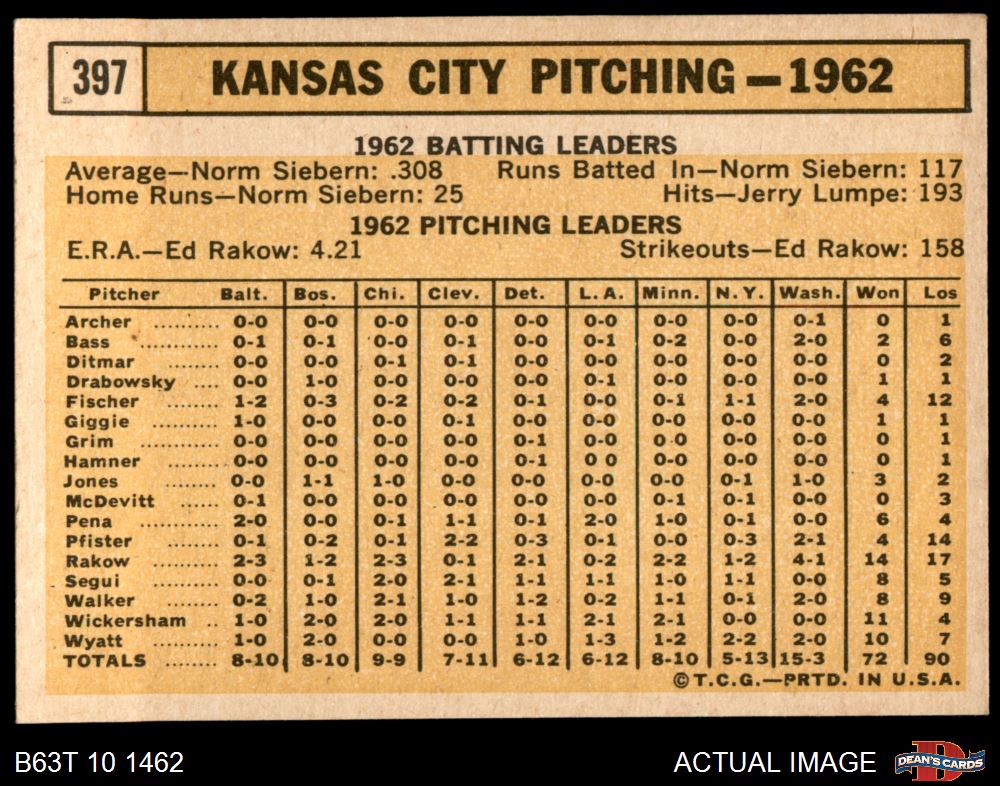 397 KANSAS CITY PITCHING—1962
1962 BATTING LEADERS
Average—Norm Siebern: .308 Runs Batted In—Norm Siebern: 117
Home Runs—Norm Siebern: 25 Hits—Jerry Lumpe: 193
1962 PITCHING LEADERS
E.R.A.—Ed Rakow: 4.21 Strikeouts—Ed Rakow: 158
Pitcher Balt. Bos. Chi. Clev. Det. L.A. Minn. N.Y. Wash. Won Los
Archer .......... 0-0 0-0 0-0 0-0 0-0 0-0 0-0 0-0 0-1 0 1
Bass ............ 0-1 0-1 0-0 0-1 0-0 0-1 0-2 0-0 2-0 2 6
Ditmar .......... 0-0 0-0 0-1 0-1 0-0 0-0 0-0 0-0 0-0 0 2
Drabowsky .... 0-0 1-0 0-0 0-0 0-0 0-1 0-0 0-0 0-0 1 1
Fischer ........ 1-2 0-3 0-2 0-2 0-1 0-0 0-1 1-1 2-0 4 12
Giggie .......... 1-0 0-0 0-0 0-1 0-0 0-0 0-0 0-0 0-0 1 1
Grim ............ 0-0 0-0 0-0 0-0 0-1 0-0 0 0 0-0 0-0 0 1
Hamner ........ 0-0 0-0 0-0 0-0 0-1 0 0 0-0 0-0 0-0 0 1
Jones .......... 0-0 1-1 1-0 0-0 0-0 0-0 0-0 0-1 1-0 3 2
McDevitt ...... 0-1 0-0 0-0 0-0 0-0 0-0 0-1 0-1 0-0 0 3
Pena ............ 2-0 0-0 0-1 1-1 0-1 2-0 1-0 0-1 0-0 6 4
Pfister .......... 0-1 0-2 0-1 2-2 0-3 0-1 0-0 0-3 2-1 4 14
Rakow .......... 2-3 1-2 2-3 0-1 2-1 0-2 2-2 1-2 4-1 14 17
Segui .......... 0-0 0-1 2-0 2-1 1-1 1-1 1-0 1-1 0-0 8 5
Walker ........ 0-2 1-0 2-1 1-0 1-2 0-2 1-1 0-1 2-0 8 9
Wickersham .. 1-0 2-0 2-0 1-1 1-1 2-1 2-1 0-0 0-0 11 4
Wyatt .......... 1-0 2-0 0-0 0-0 1-0 1-3 1-2 2-2 2-0 10 7
TOTALS ........ 8-10 8-10 9-9 7-11 6-12 6-12 8-10 5-13 15-3 72 90
©T.C.G.—PRTD. IN U.S.A.
B63T 10 1462 ACTUAL IMAGE DEAN'S CARDS